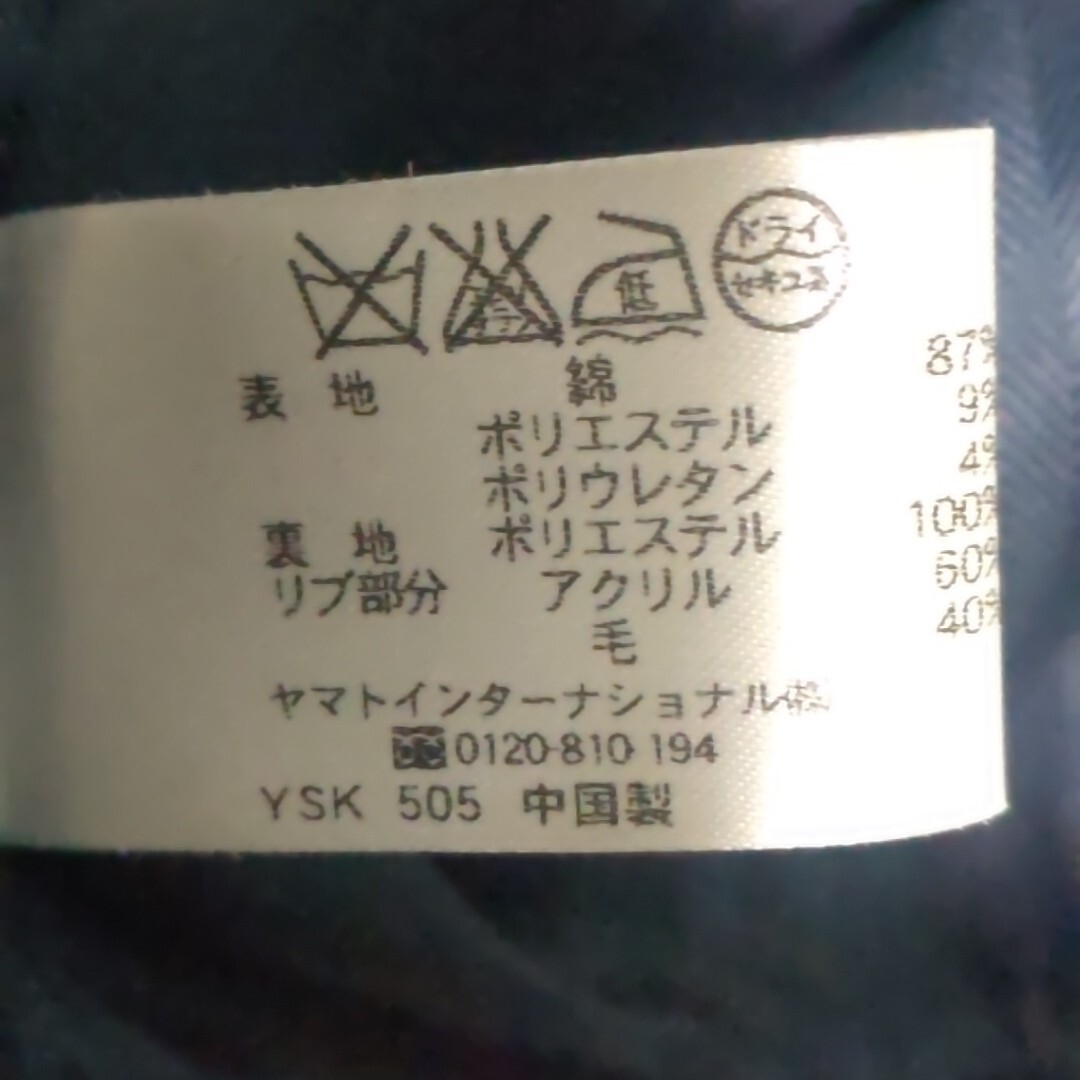 ドライ
セキユ系
低
表 地 綿 87%
ポリエステル 9%
ポリウレタン 4%
裏 地 ポリエステル 100%
リブ部分 アクリル 60%
毛 40%
ヤマトインターナショナル㈱
0120-810-194
YSK 505 中国製